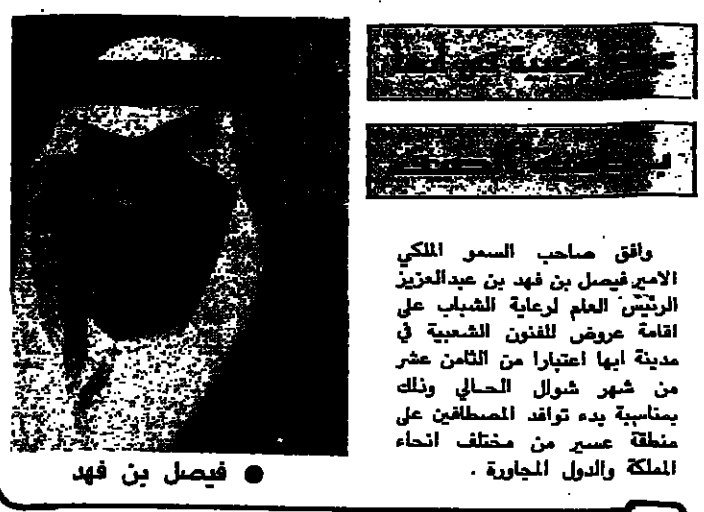 وافق صاحب السمو الملكي
الامير فيصل بن فهد بن عبدالعزيز
الرئيس العام لرعاية الشباب على
اقامة عروض للفنون الشعبية في
مدينة ابها اعتبارا من الثامن عشر
من شهر شوال الحالي وذلك
بمناسبة بدء توافد المصطافين على
منطقة عسير من مختلف انحاء
المملكة والدول المجاورة .
● فيصل بن فهد